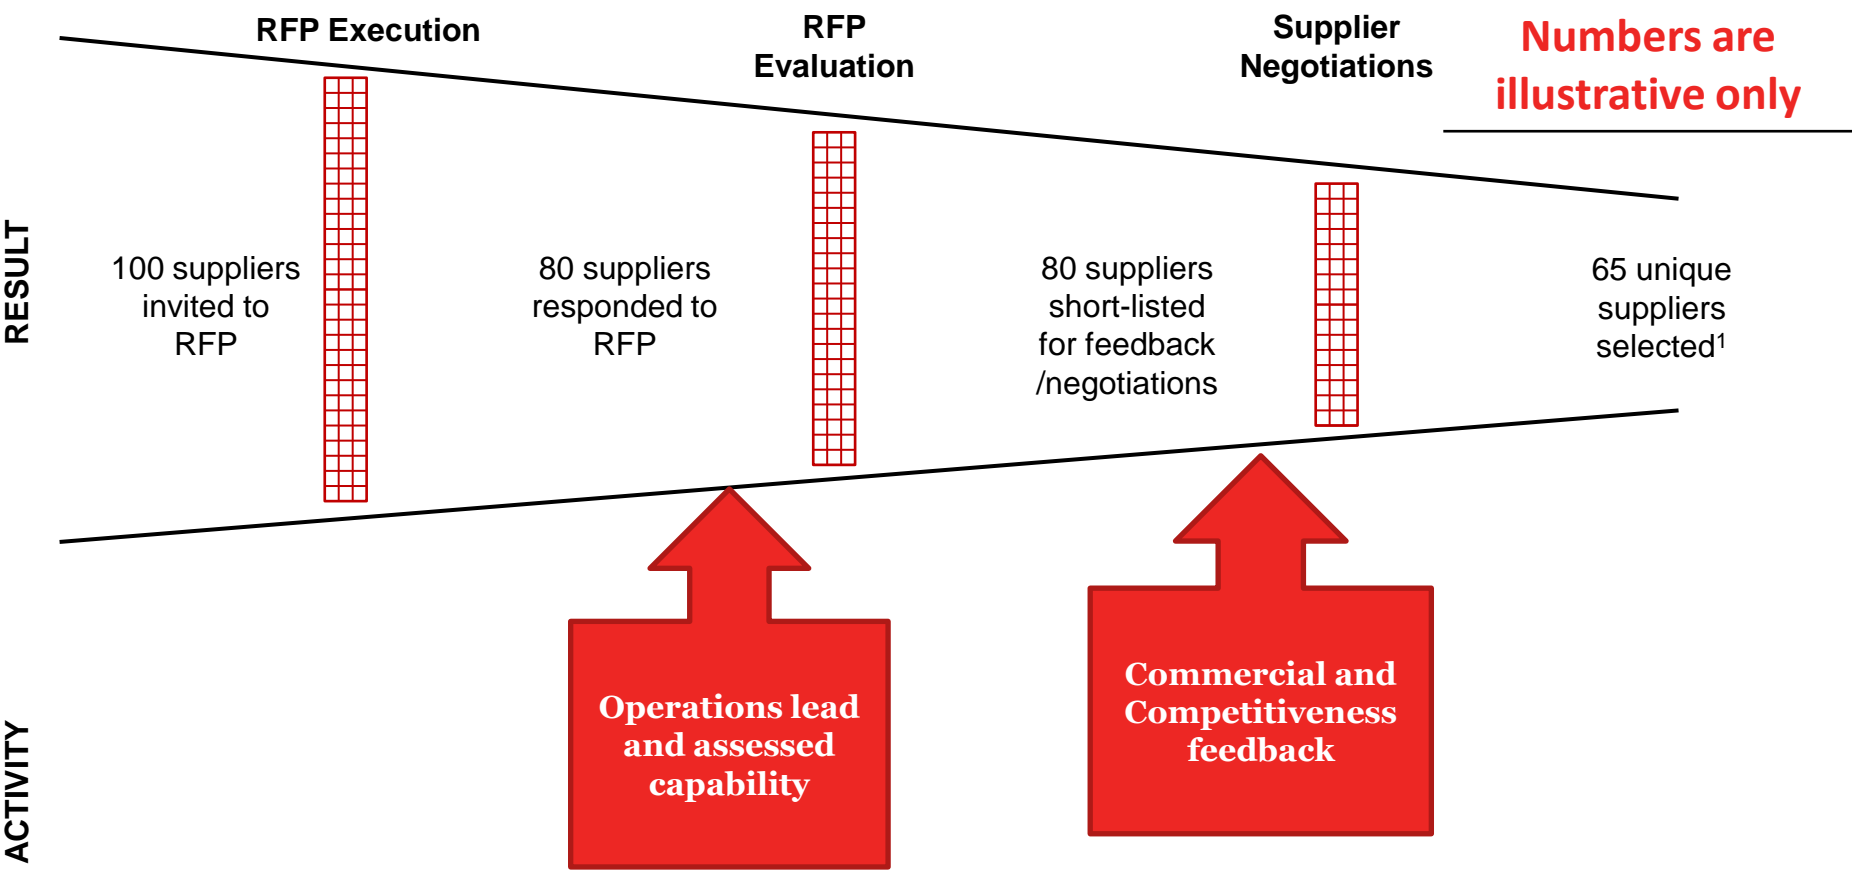 RFP Execution
RFP
Evaluation
Supplier
Negotiations
Numbers are
illustrative only
RESULT
100 suppliers
invited to
RFP
80 suppliers
responded to
RFP
80 suppliers
short-listed
for feedback
/negotiations
65 unique
suppliers
selected¹
ACTIVITY
Operations lead
and assessed
capability
Commercial and
Competitiveness
feedback